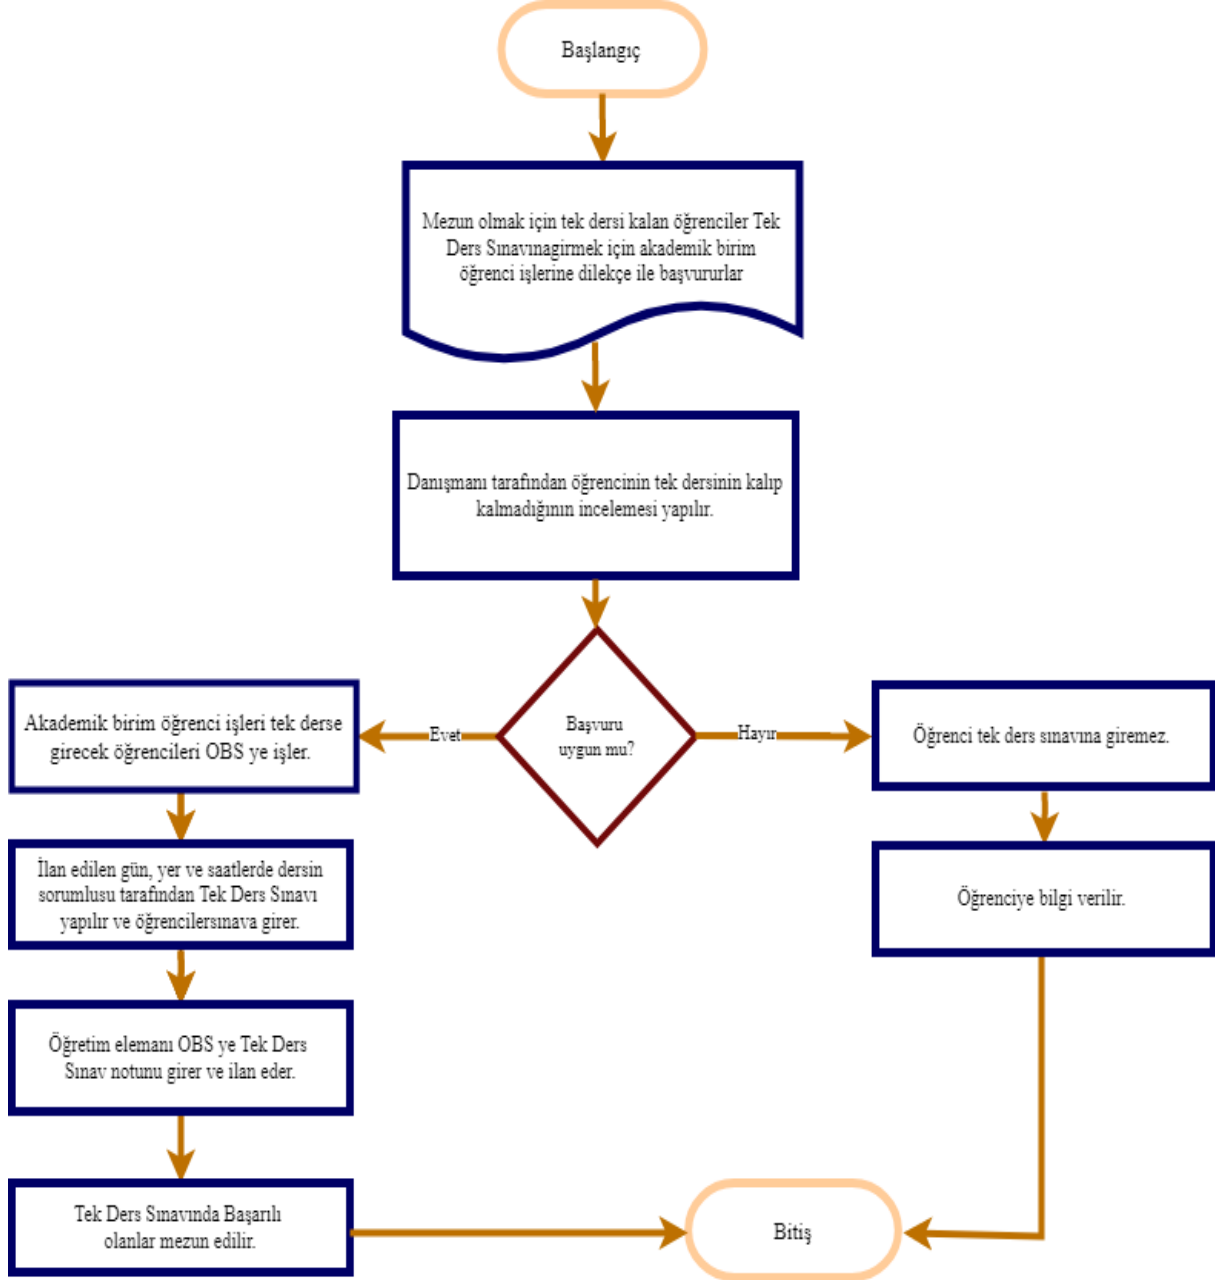 Başlangıç
Mezun olmak için tek dersi kalan öğrenciler Tek
Ders Sınavınagirmek için akademik birim
öğrenci işlerine dilekçe ile başvururlar
Danışmanı tarafından öğrencinin tek dersinin kalıp
kalmadığının incelemesi yapılır.
Başvuru
uygun mu?
Evet
Hayır
Akademik birim öğrenci işleri tek derse
girecek öğrencileri OBS ye işler.
Öğrenci tek ders sınavına giremez.
İlan edilen gün, yer ve saatlerde dersin
sorumlusu tarafından Tek Ders Sınavı
yapılır ve öğrencilersınava girer.
Öğrenciye bilgi verilir.
Öğretim elemanı OBS ye Tek Ders
Sınav notunu girer ve ilan eder.
Tek Ders Sınavında Başarılı
olanlar mezun edilir.
Bitiş